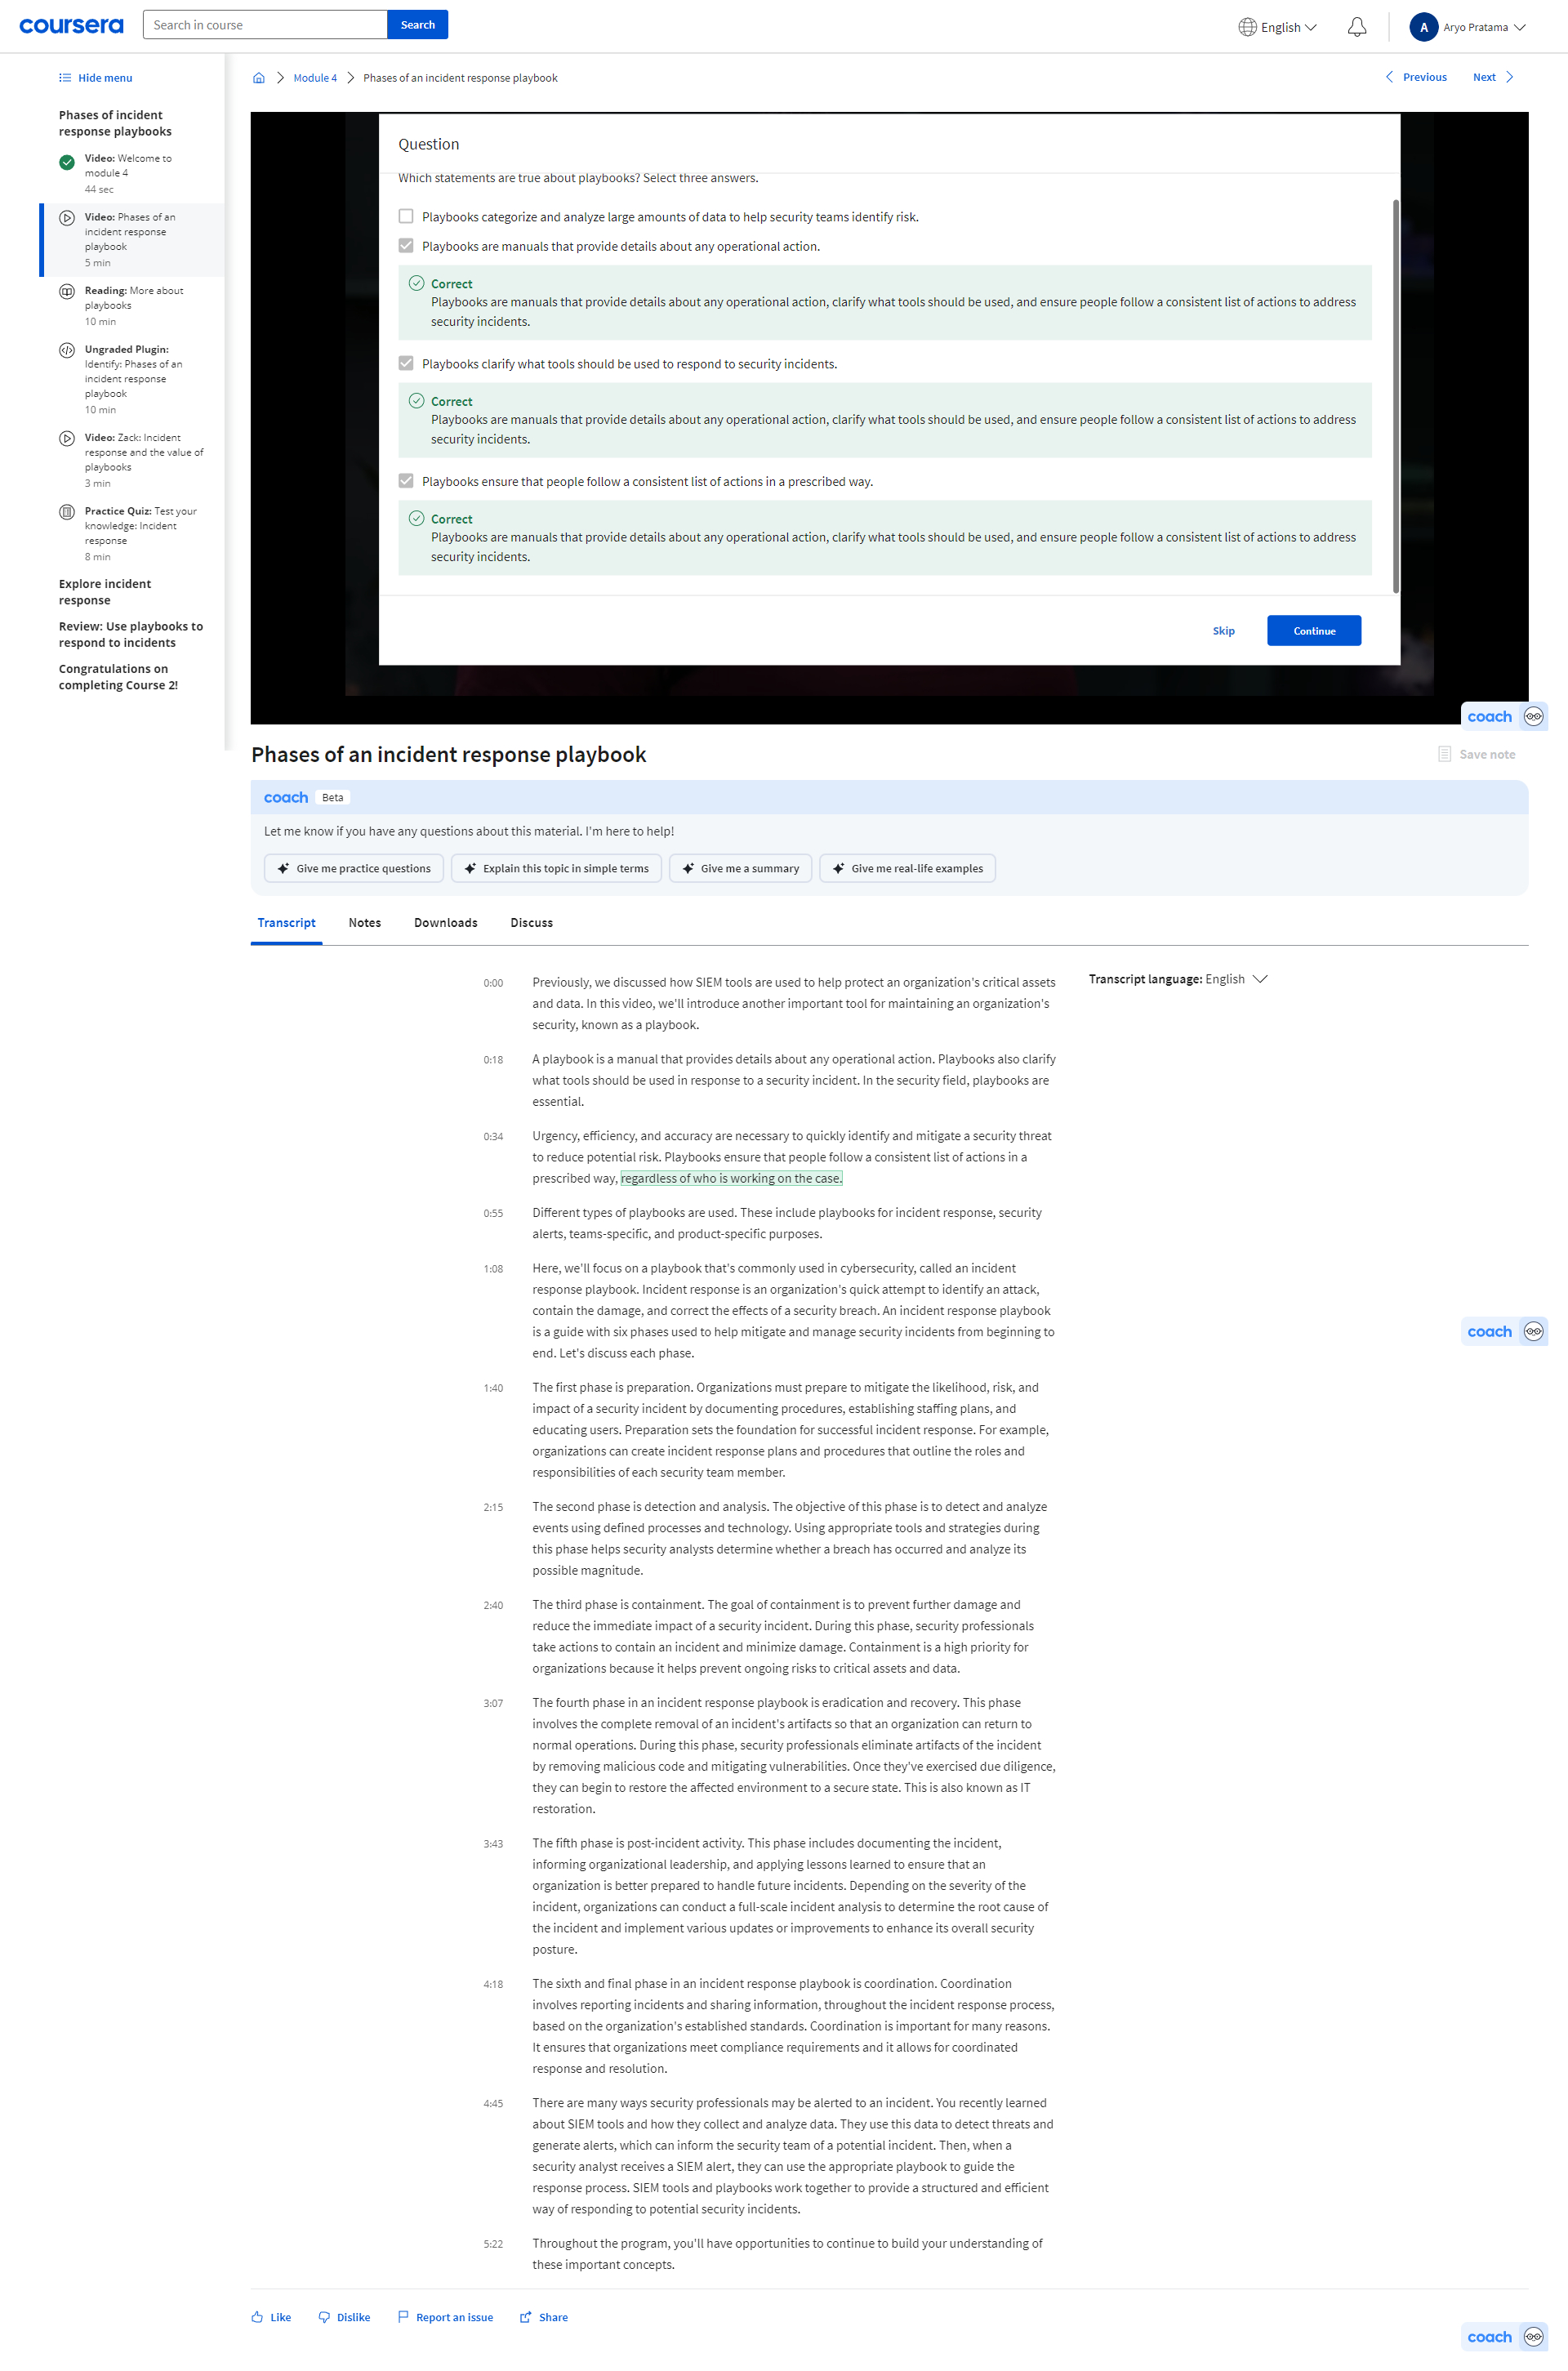 coursera
Search in course
Search
English
A
Aryo Pratama
Hide menu
Module 4
Phases of an incident response playbook
Previous
Next
Phases of incident
response playbooks
Video: Welcome to
module 4
44 sec
Video: Phases of an
incident response
playbook
5 min
Reading: More about
playbooks
10 min
Ungraded Plugin:
Identify: Phases of an
incident response
playbook
10 min
Video: Zack: Incident
response and the value of
playbooks
3 min
Practice Quiz: Test your
knowledge: Incident
response
8 min
Explore incident
response
Review: Use playbooks to
respond to incidents
Congratulations on
completing Course 2!
Question
Which statements are true about playbooks? Select three answers.
Playbooks categorize and analyze large amounts of data to help security teams identify risk.
Playbooks are manuals that provide details about any operational action.
Correct
Playbooks are manuals that provide details about any operational action, clarify what tools should be used, and ensure people follow a consistent list of actions to address
security incidents.
Playbooks clarify what tools should be used to respond to security incidents.
Correct
Playbooks are manuals that provide details about any operational action, clarify what tools should be used, and ensure people follow a consistent list of actions to address
security incidents.
Playbooks ensure that people follow a consistent list of actions in a prescribed way.
Correct
Playbooks are manuals that provide details about any operational action, clarify what tools should be used, and ensure people follow a consistent list of actions to address
security incidents.
Skip
Continue
coach
Phases of an incident response playbook
Save note
coach
Beta
Let me know if you have any questions about this material. I'm here to help!
Give me practice questions
Explain this topic in simple terms
Give me a summary
Give me real-life examples
Transcript
Notes
Downloads
Discuss
Transcript language: English
0:00
Previously, we discussed how SIEM tools are used to help protect an organization's critical assets
and data. In this video, we'll introduce another important tool for maintaining an organization's
security, known as a playbook.
0:18
A playbook is a manual that provides details about any operational action. Playbooks also clarify
what tools should be used in response to a security incident. In the security field, playbooks are
essential.
0:34
Urgency, efficiency, and accuracy are necessary to quickly identify and mitigate a security threat
to reduce potential risk. Playbooks ensure that people follow a consistent list of actions in a
prescribed way, regardless of who is working on the case.
0:55
Different types of playbooks are used. These include playbooks for incident response, security
alerts, teams-specific, and product-specific purposes.
1:08
Here, we'll focus on a playbook that's commonly used in cybersecurity, called an incident
response playbook. Incident response is an organization's quick attempt to identify an attack,
contain the damage, and correct the effects of a security breach. An incident response playbook
is a guide with six phases used to help mitigate and manage security incidents from beginning to
end. Let's discuss each phase.
coach
1:40
The first phase is preparation. Organizations must prepare to mitigate the likelihood, risk, and
impact of a security incident by documenting procedures, establishing staffing plans, and
educating users. Preparation sets the foundation for successful incident response. For example,
organizations can create incident response plans and procedures that outline the roles and
responsibilities of each security team member.
2:15
The second phase is detection and analysis. The objective of this phase is to detect and analyze
events using defined processes and technology. Using appropriate tools and strategies during
this phase helps security analysts determine whether a breach has occurred and analyze its
possible magnitude.
2:40
The third phase is containment. The goal of containment is to prevent further damage and
reduce the immediate impact of a security incident. During this phase, security professionals
take actions to contain an incident and minimize damage. Containment is a high priority for
organizations because it helps prevent ongoing risks to critical assets and data.
3:07
The fourth phase in an incident response playbook is eradication and recovery. This phase
involves the complete removal of an incident's artifacts so that an organization can return to
normal operations. During this phase, security professionals eliminate artifacts of the incident
by removing malicious code and mitigating vulnerabilities. Once they've exercised due diligence,
they can begin to restore the affected environment to a secure state. This is also known as IT
restoration.
3:43
The fifth phase is post-incident activity. This phase includes documenting the incident,
informing organizational leadership, and applying lessons learned to ensure that an
organization is better prepared to handle future incidents. Depending on the severity of the
incident, organizations can conduct a full-scale incident analysis to determine the root cause of
the incident and implement various updates or improvements to enhance its overall security
posture.
4:18
The sixth and final phase in an incident response playbook is coordination. Coordination
involves reporting incidents and sharing information, throughout the incident response process,
based on the organization's established standards. Coordination is important for many reasons.
It ensures that organizations meet compliance requirements and it allows for coordinated
response and resolution.
4:45
There are many ways security professionals may be alerted to an incident. You recently learned
about SIEM tools and how they collect and analyze data. They use this data to detect threats and
generate alerts, which can inform the security team of a potential incident. Then, when a
security analyst receives a SIEM alert, they can use the appropriate playbook to guide the
response process. SIEM tools and playbooks work together to provide a structured and efficient
way of responding to potential security incidents.
5:22
Throughout the program, you'll have opportunities to continue to build your understanding of
these important concepts.
Like
Dislike
Report an issue
Share
coach